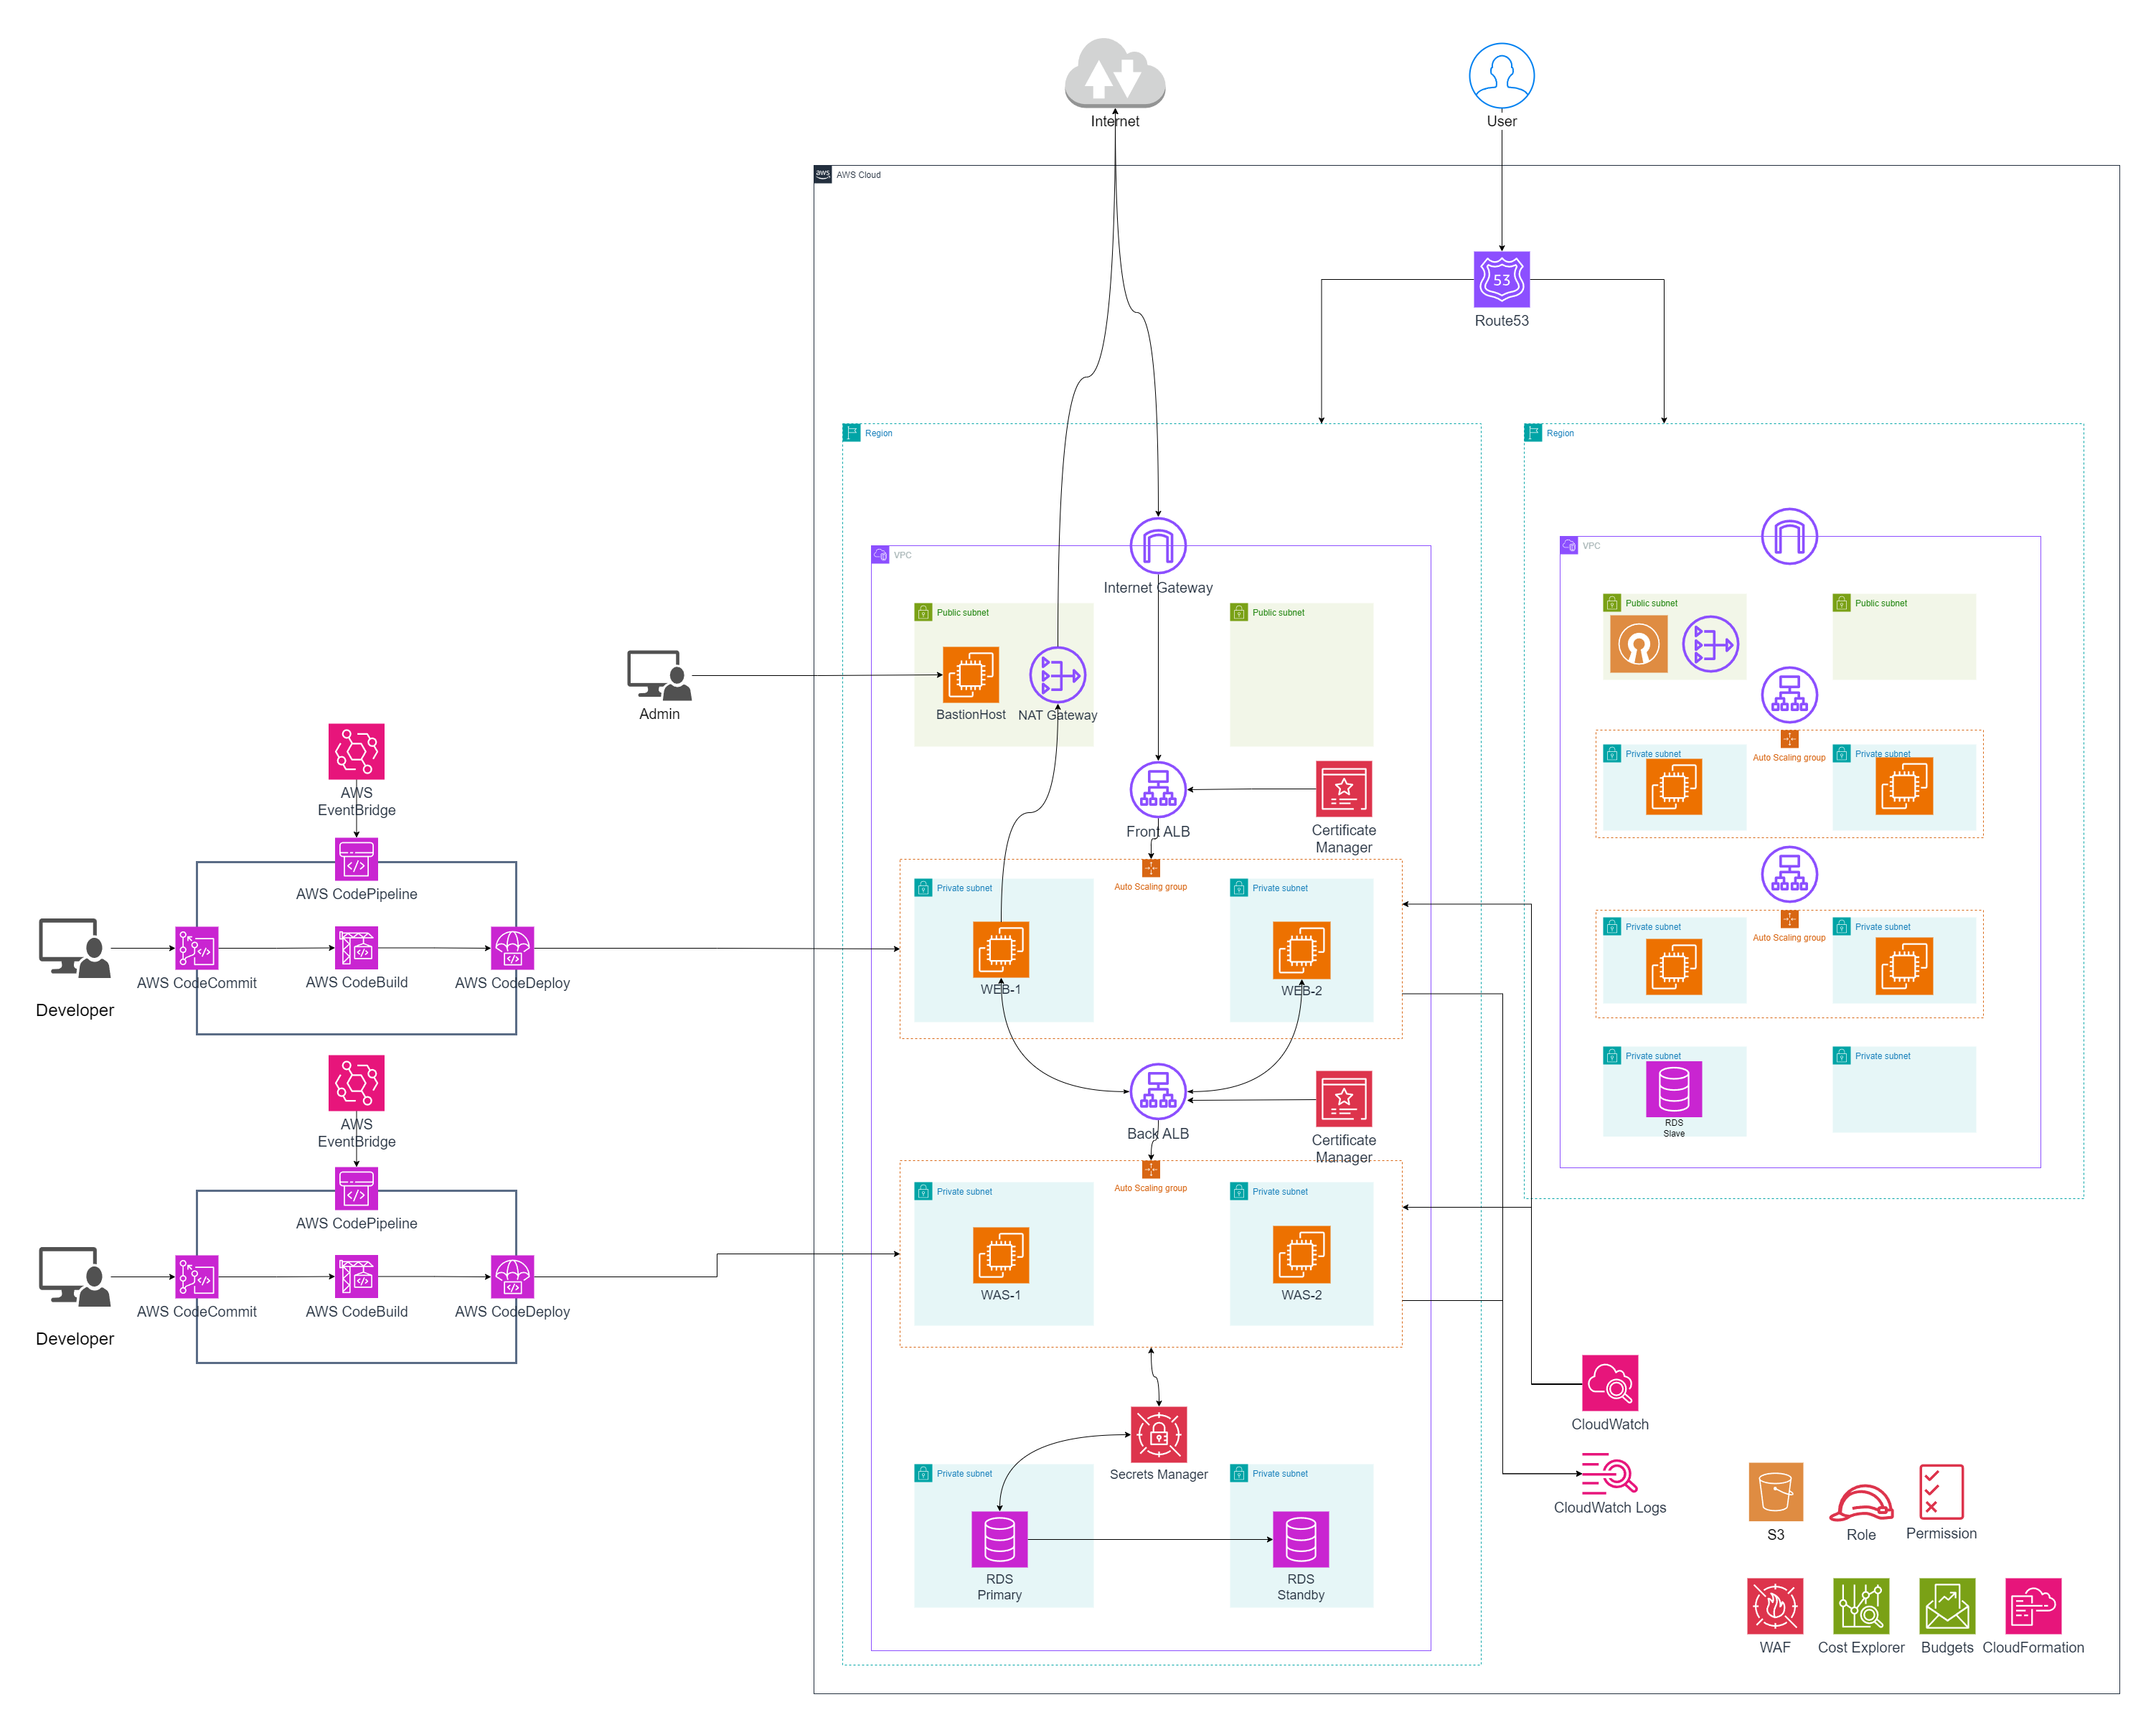 Internet
User
aws
AWS Cloud
53
Route53
Region
Region
VPC
VPC
Internet Gateway
Public subnet
Public subnet
Public subnet
Public subnet
BastionHost
NAT Gateway
Admin
AWS
EventBridge
Front ALB
Certificate
Manager
Auto Scaling group
Private subnet
Private subnet
Auto Scaling group
Private subnet
Private subnet
AWS CodePipeline
AWS CodeCommit
AWS CodeBuild
AWS CodeDeploy
Developer
WEB-1
WEB-2
Private subnet
Private subnet
Auto Scaling group
Private subnet
Private subnet
RDS
Slave
AWS
EventBridge
Back ALB
Certificate
Manager
Auto Scaling group
Private subnet
Private subnet
AWS CodePipeline
AWS CodeCommit
AWS CodeBuild
AWS CodeDeploy
Developer
WAS-1
WAS-2
Secrets Manager
Private subnet
Private subnet
RDS
Primary
RDS
Standby
CloudWatch
CloudWatch Logs
S3
Role
Permission
WAF
Cost Explorer
Budgets
CloudFormation